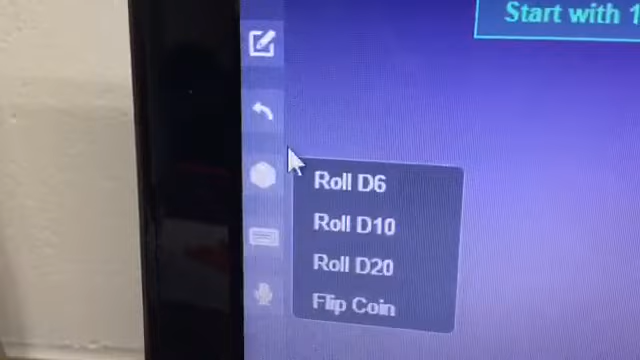 Start with 1
Roll D6
Roll D10
Roll D20
Flip Coin